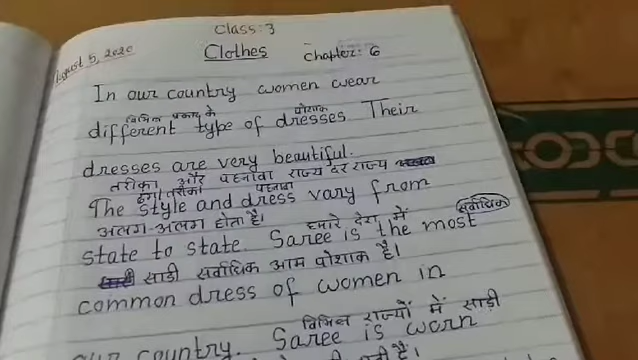 Class: 3
August 5, 2020
Clothes Chapter: 6
In our country women wear
विभिन्न प्रकार के पोशाक
different type of dresses. Their
dresses are very beautiful.
तरीका और पहनावा राज्य दर राज्य
ढंग/तरीका पहनावा
The style and dress vary from
अलग-अलग होता है। हमारे देश में सर्वाधिक
state to state. Saree is the most
साडी सर्वाधिक आम पोशाक है।
common dress of women in
विभिन्न राज्यों में साड़ी
our country. Saree is worn